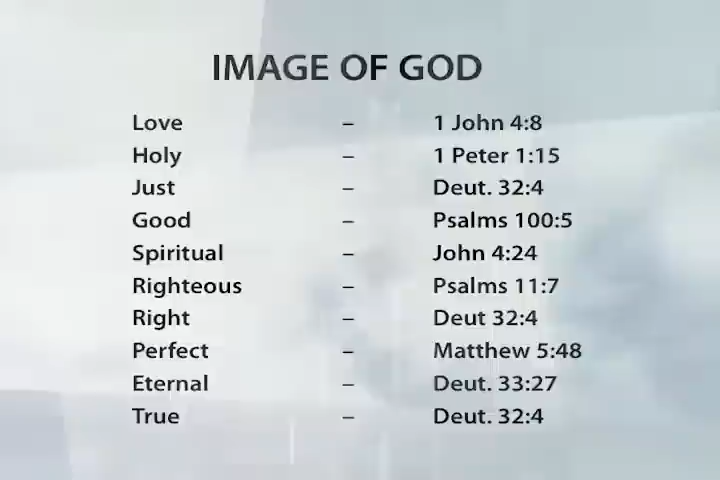 IMAGE OF GOD
Love – 1 John 4:8
Holy – 1 Peter 1:15
Just – Deut. 32:4
Good – Psalms 100:5
Spiritual – John 4:24
Righteous – Psalms 11:7
Right – Deut 32:4
Perfect – Matthew 5:48
Eternal – Deut. 33:27
True – Deut. 32:4